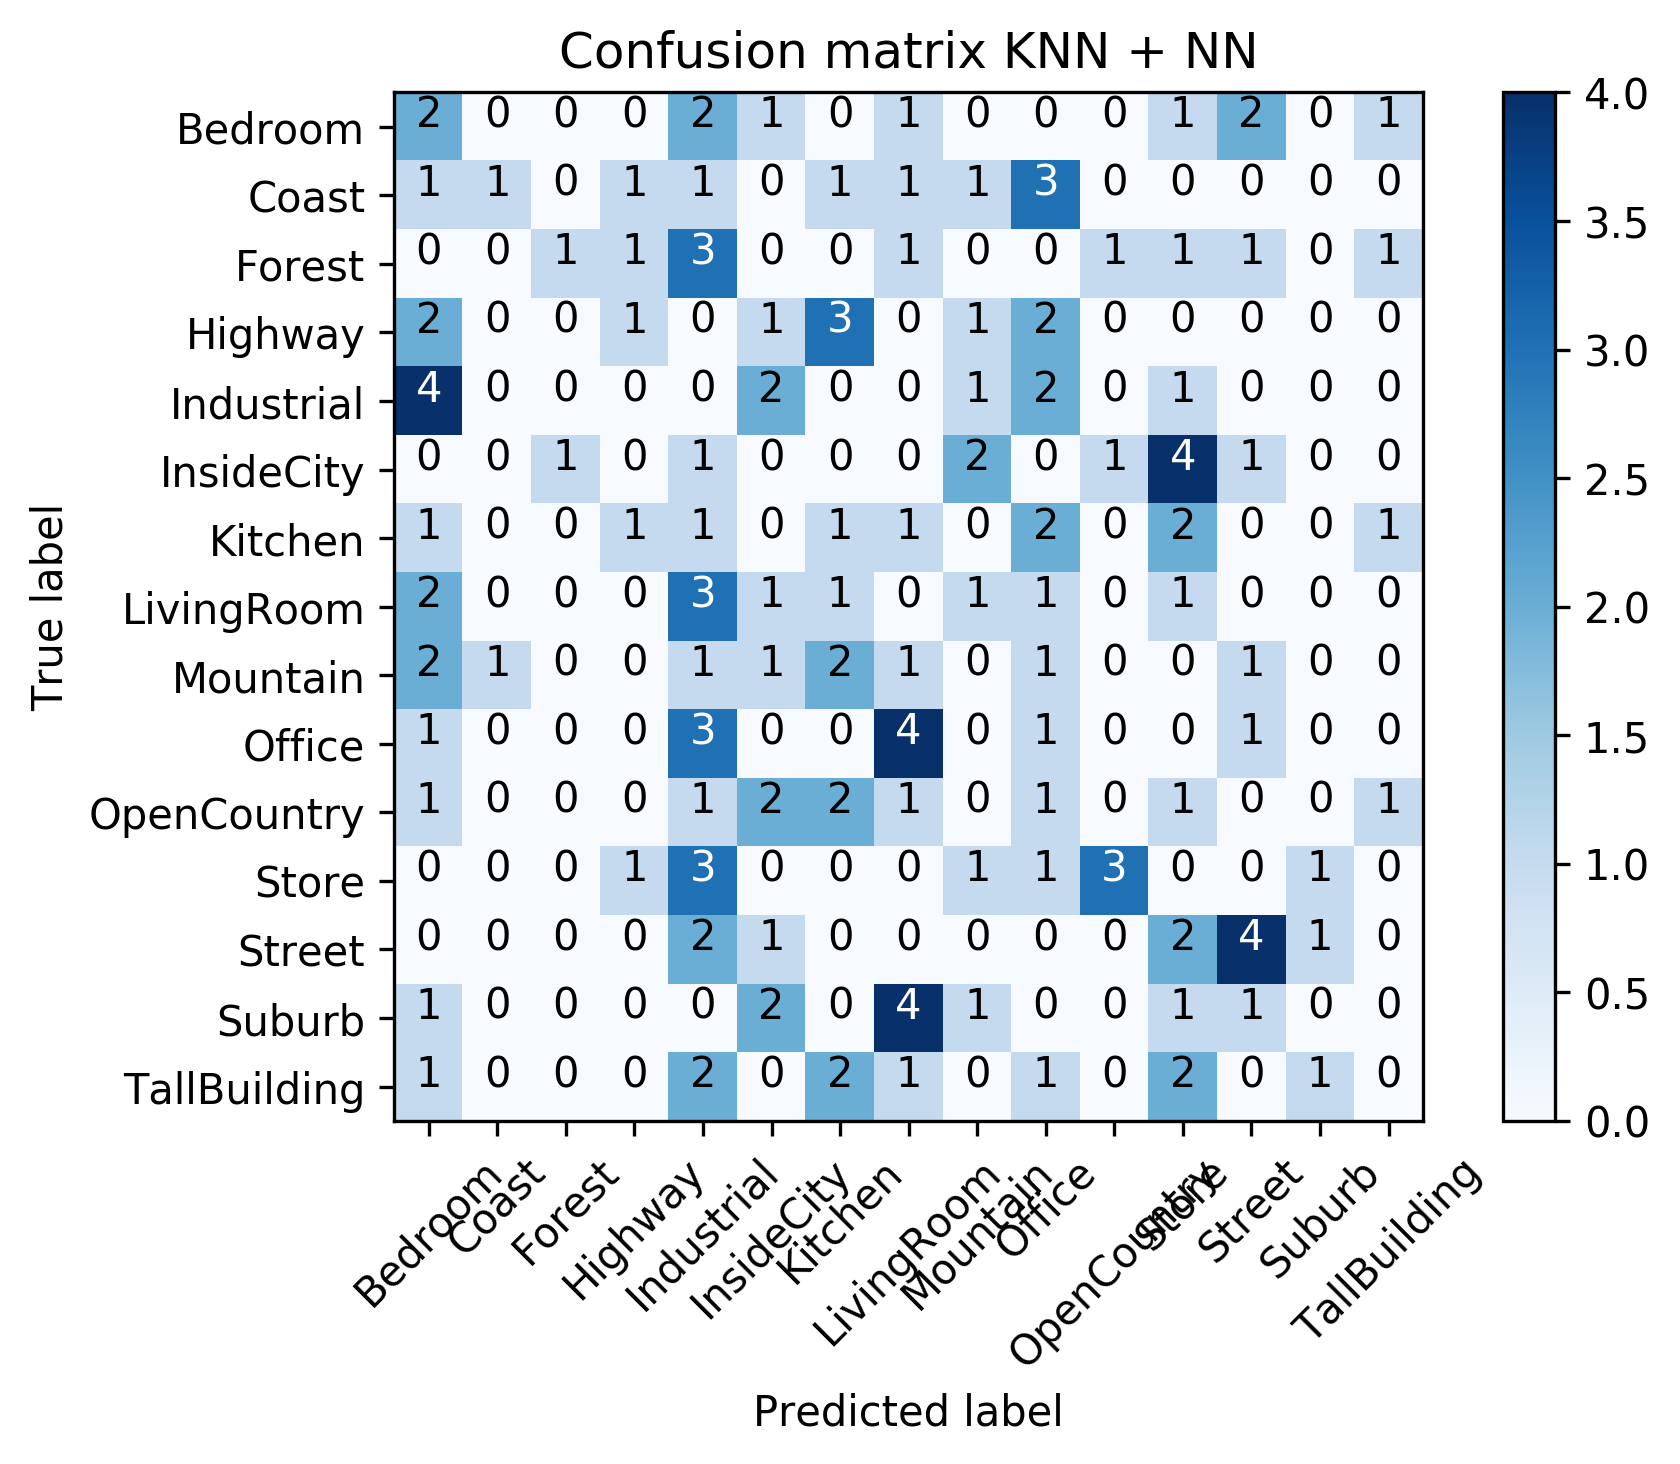 Confusion matrix KNN + NN
Bedroom 2 0 0 0 2 1 0 1 0 0 0 1 2 0 1
Coast 1 1 0 1 1 0 1 1 1 3 0 0 0 0 0
Forest 0 0 1 1 3 0 0 1 0 0 1 1 1 0 1
Highway 2 0 0 1 0 1 3 0 1 2 0 0 0 0 0
Industrial 4 0 0 0 0 2 0 0 1 2 0 1 0 0 0
InsideCity 0 0 1 0 1 0 0 0 2 0 1 4 1 0 0
Kitchen 1 0 0 1 1 0 1 1 0 2 0 2 0 0 1
LivingRoom 2 0 0 0 3 1 1 0 1 1 0 1 0 0 0
Mountain 2 1 0 0 1 1 2 1 0 1 0 0 1 0 0
Office 1 0 0 0 3 0 0 4 0 1 0 0 1 0 0
OpenCountry 1 0 0 0 1 2 2 1 0 1 0 1 0 0 1
Store 0 0 0 1 3 0 0 0 1 1 3 0 0 1 0
Street 0 0 0 0 2 1 0 0 0 0 0 2 4 1 0
Suburb 1 0 0 0 0 2 0 4 1 0 0 1 1 0 0
TallBuilding 1 0 0 0 2 0 2 1 0 1 0 2 0 1 0
True label
Bedroom
Coast
Forest
Highway
Industrial
InsideCity
Kitchen
LivingRoom
Mountain
Office
OpenCountry
Store
Street
Suburb
TallBuilding
Predicted label
4.0
3.5
3.0
2.5
2.0
1.5
1.0
0.5
0.0